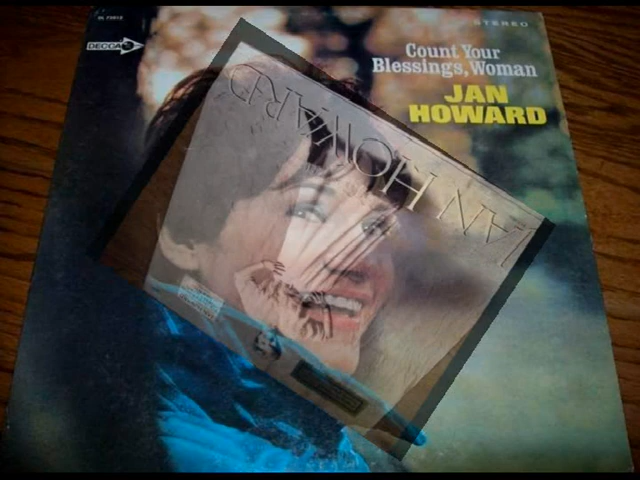 STEREO
DECCA
Count Your
Blessings, Woman
JAN
HOWARD
JAN HOWARD